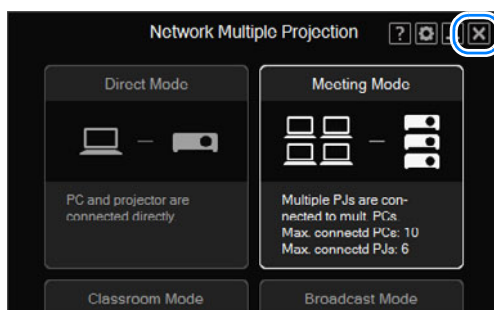 Network Multiple Projection
Direct Mode
Meeting Mode
PC and projector are
connected directly
Multiple PJs are con-
nected to mult. PCs.
Max. connectd PCs: 10
Max. connectd PJs: 6
Classroom Mode
Broadcast Mode